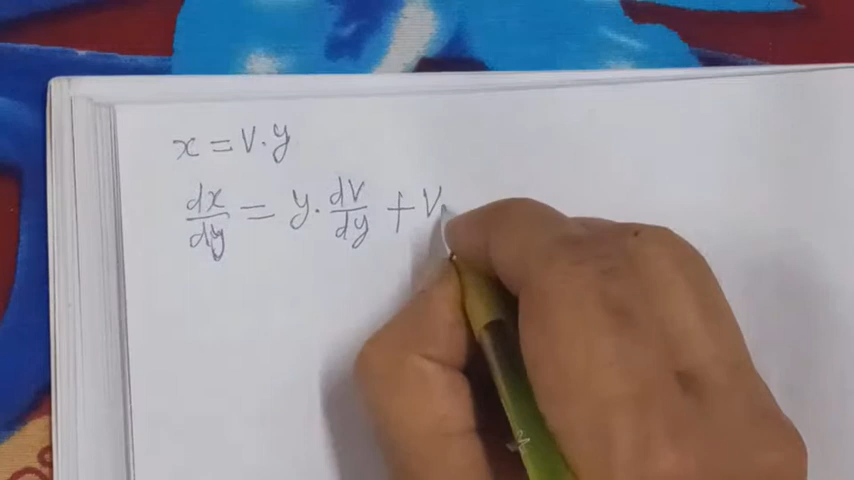 x = V.y
dx/dy = y. dV/dy + V